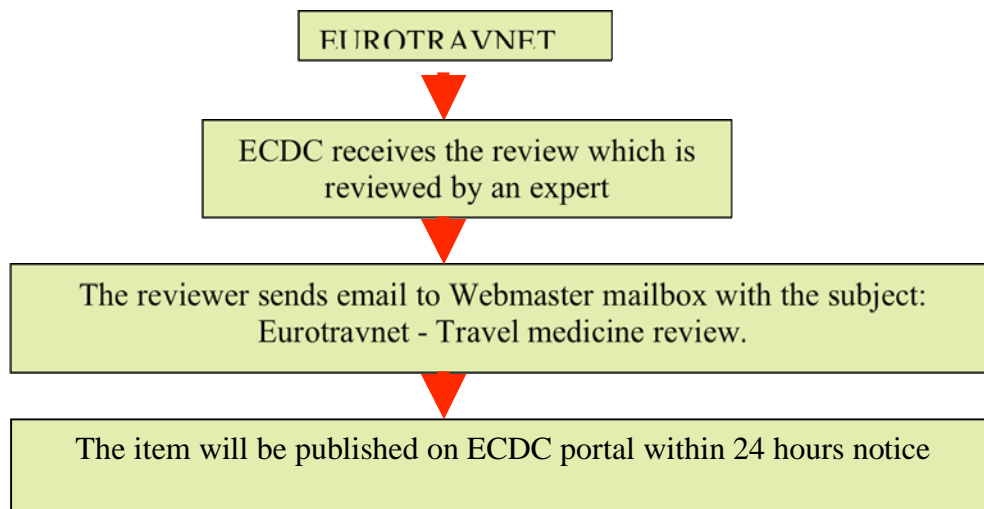 EUROTRAVNET
ECDC receives the review which is
reviewed by an expert
The reviewer sends email to Webmaster mailbox with the subject:
Eurotravnet - Travel medicine review.
The item will be published on ECDC portal within 24 hours notice